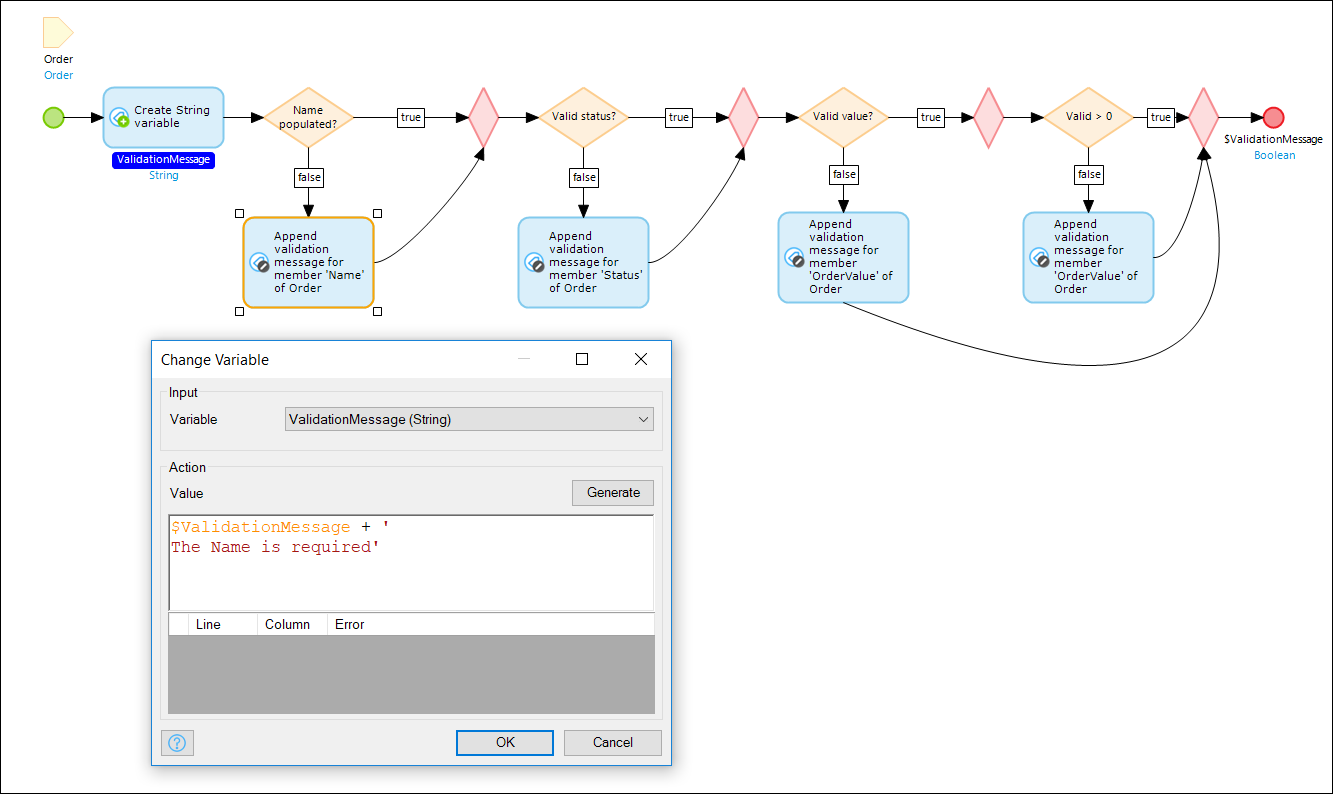 Order
Order
Create String
variable
ValidationMessage
String
Name
populated?
true
false
Append
validation
message for
member 'Name'
of Order
Valid status?
true
false
Append
validation
message for
member 'Status'
of Order
Valid value?
true
false
Append
validation
message for
member
'OrderValue' of
Order
Valid > 0
true
false
Append
validation
message for
member
'OrderValue' of
Order
$ValidationMessage
Boolean
Change Variable
Input
Variable
ValidationMessage (String)
Action
Value
Generate
$ValidationMessage + '
The Name is required'
Line Column Error
?
OK
Cancel